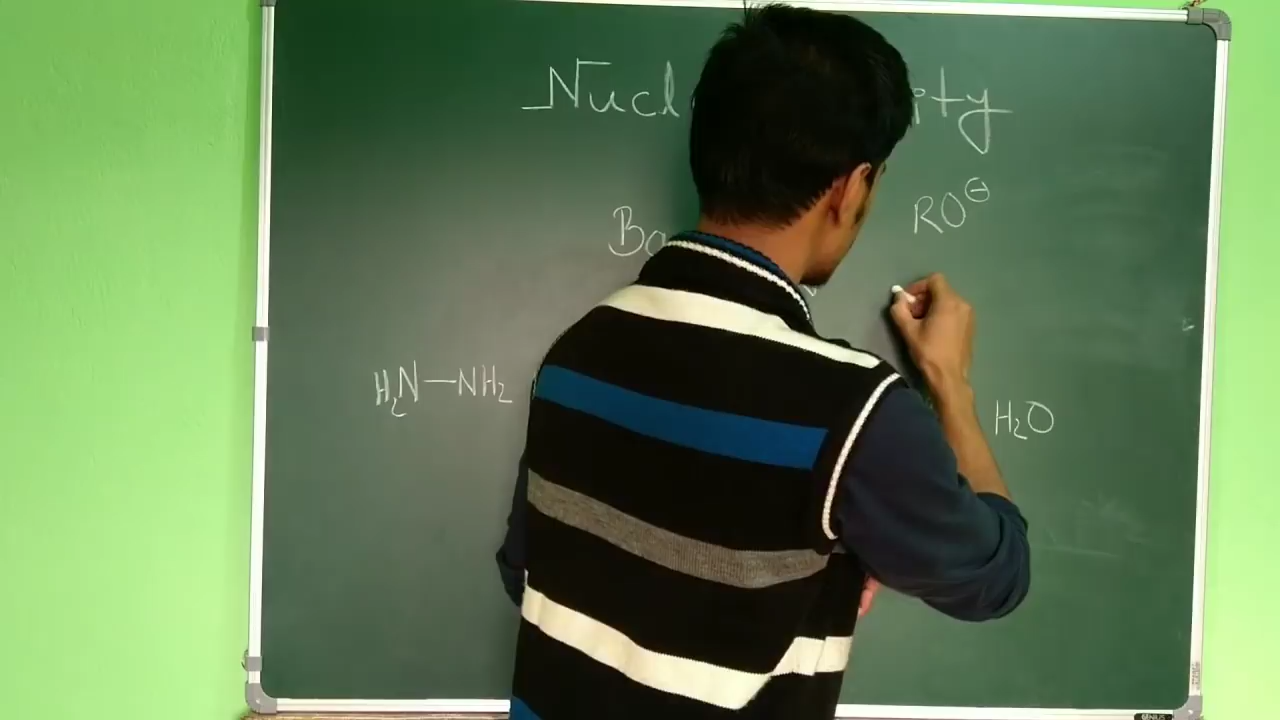 Nucl ity
RO⊖
Ba
H₂N—NH₂
H₂O